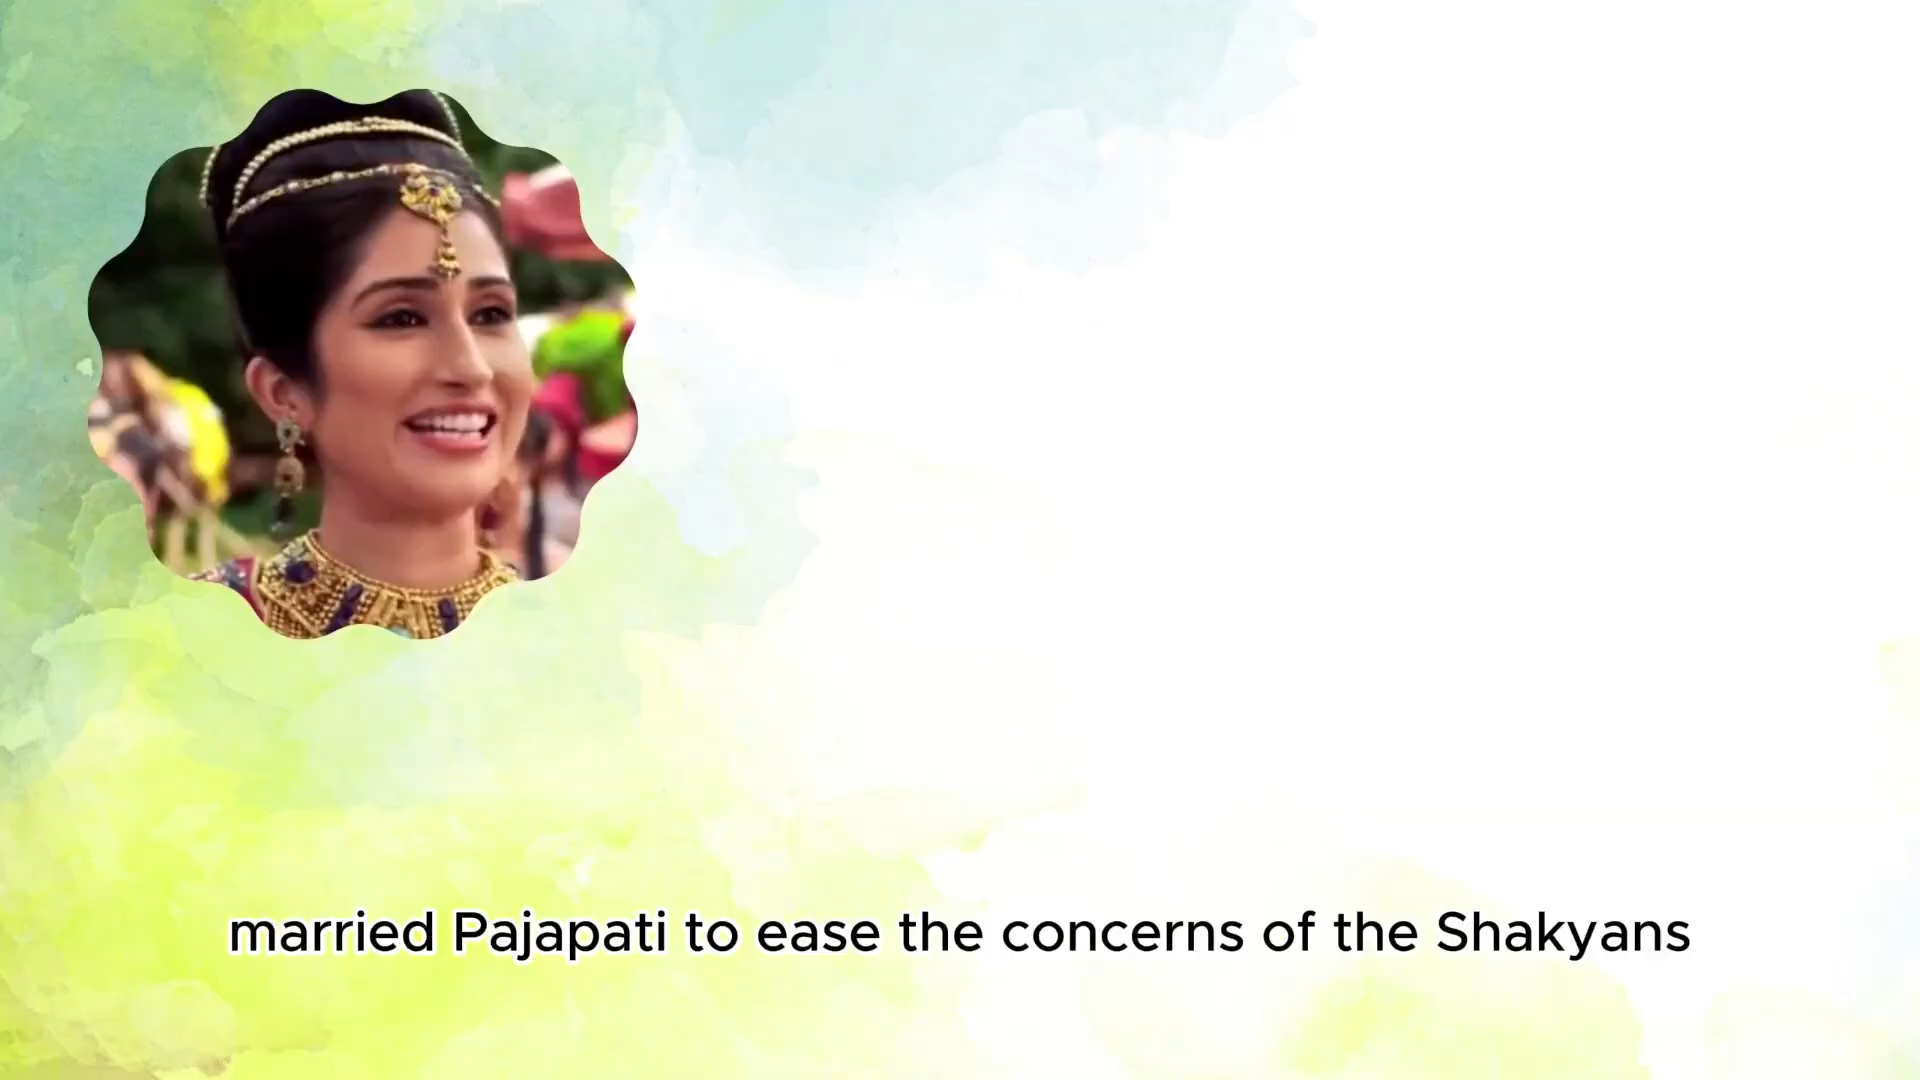 married Pajapati to ease the concerns of the Shakyans